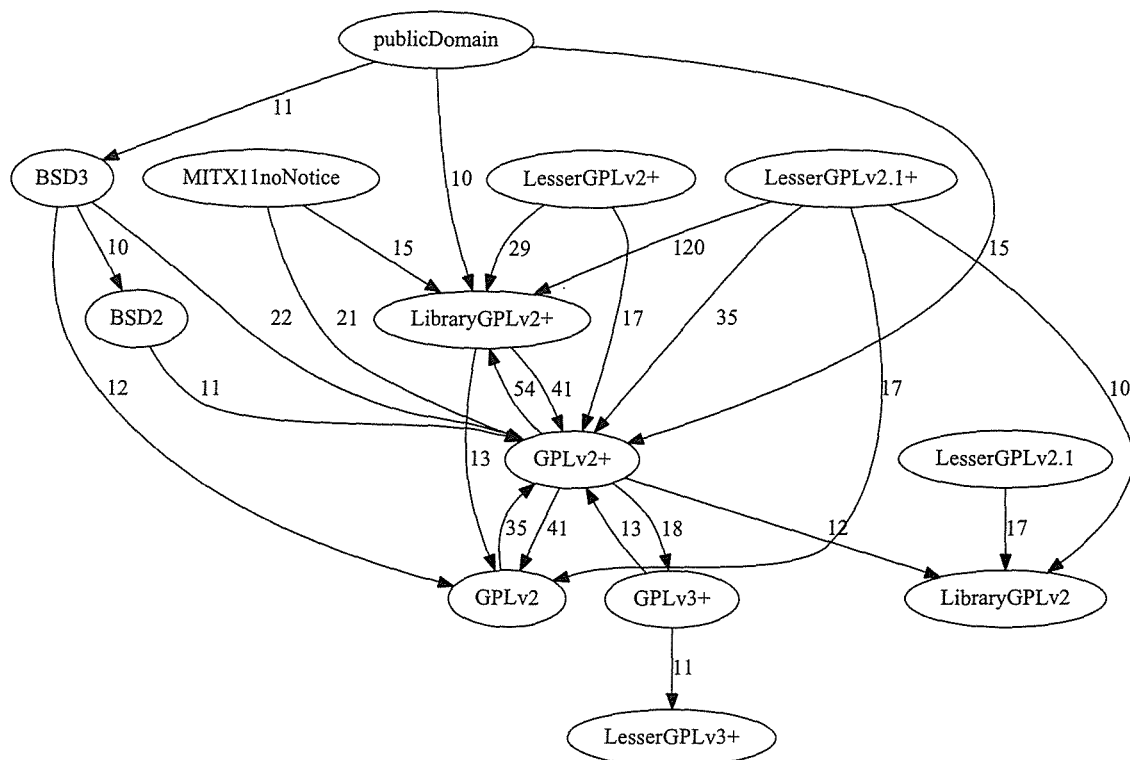 publicDomain
11
BSD3
MITX11noNotice
10
LesserGPLv2+
LesserGPLv2.1+
10
15
29
120
15
BSD2
22
21
LibraryGPLv2+
17
35
12
11
54
41
17
10
13
GPLv2+
LesserGPLv2.1
35
41
13
18
12
17
GPLv2
GPLv3+
LibraryGPLv2
11
LesserGPLv3+